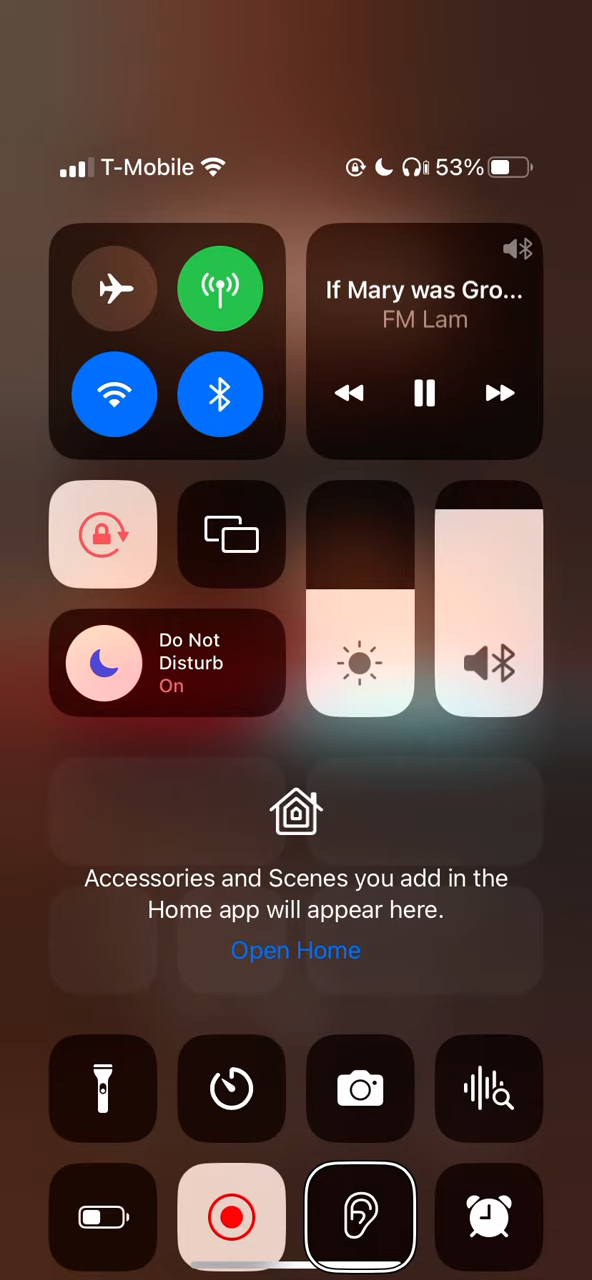 T-Mobile 53%
If Mary was Gro...
FM Lam
Do Not
Disturb
On
Accessories and Scenes you add in the
Home app will appear here.
Open Home